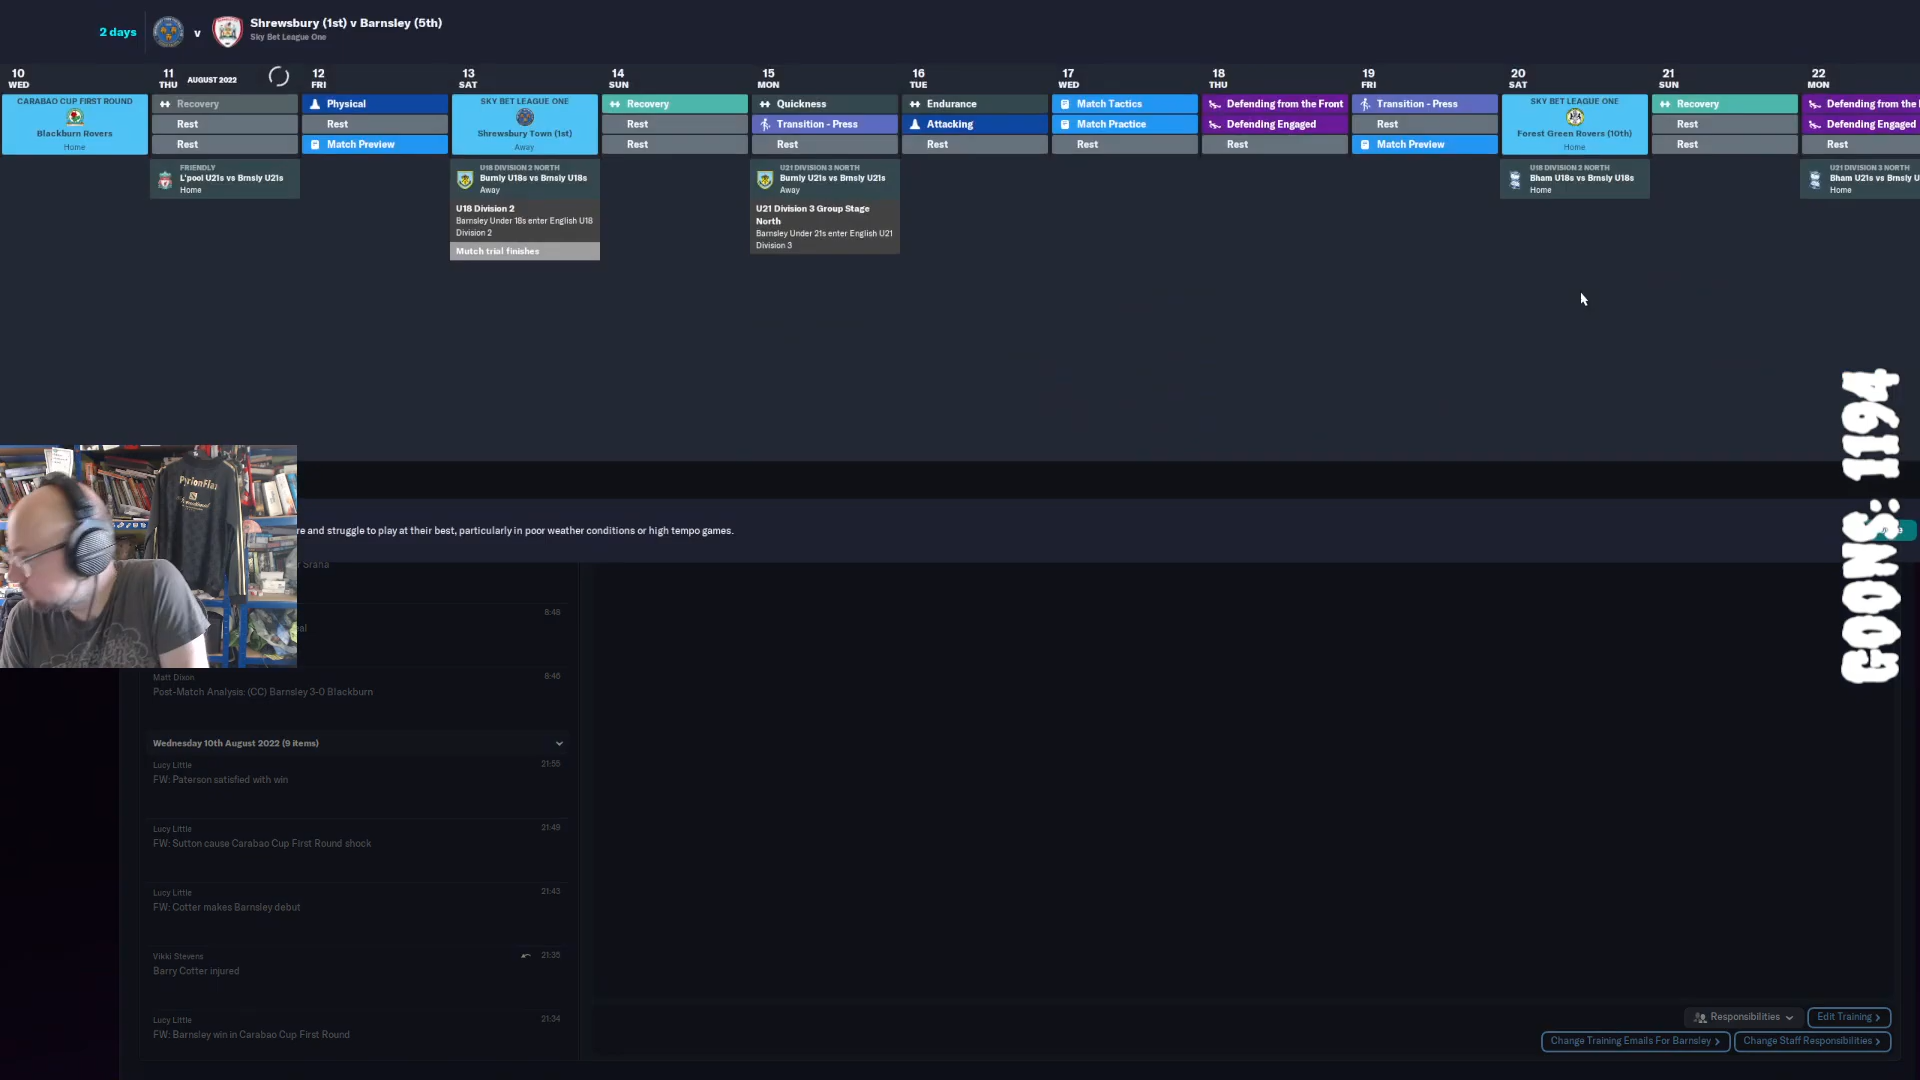 2 days
v
Shrewsbury (1st) v Barnsley (5th)
Sky Bet League One
10
WED
11
THU
AUGUST 2022
12
FRI
13
SAT
14
SUN
15
MON
16
TUE
17
WED
18
THU
19
FRI
20
SAT
21
SUN
22
MON
CARABAO CUP FIRST ROUND
Blackburn Rovers
Home
Recovery
Rest
Rest
Physical
Rest
Match Preview
SKY BET LEAGUE ONE
Shrewsbury Town (1st)
Away
Recovery
Rest
Rest
Quickness
Transition - Press
Rest
Endurance
Attacking
Rest
Match Tactics
Match Practice
Rest
Defending from the Front
Defending Engaged
Rest
Transition - Press
Rest
Match Preview
SKY BET LEAGUE ONE
Forest Green Rovers (10th)
Home
Recovery
Rest
Rest
Defending from the
Defending Engaged
Rest
FRIENDLY
L'pool U21s vs Brnsly U21s
Home
U18 DIVISION 2 NORTH
Burnly U18s vs Brnsly U18s
Away
U18 Division 2
Barnsley Under 18s enter English U18
Division 2
Mutch trial finishes
U21 DIVISION 3 NORTH
Burnly U21s vs Brnsly U21s
Away
U21 Division 3 Group Stage
North
Barnsley Under 21s enter English U21
Division 3
U18 DIVISION 2 NORTH
Bham U18s vs Brnsly U18s
Home
U21 DIVISION 3 NORTH
Bham U21s vs Brnsly U
Home
GOONS: 1194
PyrionFlax
re and struggle to play at their best, particularly in poor weather conditions or high tempo games.
8:48
Matt Dixon
8:46
Post-Match Analysis: (CC) Barnsley 3-0 Blackburn
Wednesday 10th August 2022 (9 items)
Lucy Little
21:55
FW: Paterson satisfied with win
Lucy Little
21:49
FW: Sutton cause Carabao Cup First Round shock
Lucy Little
21:43
FW: Cotter makes Barnsley debut
Vikki Stevens
21:35
Barry Cotter injured
Lucy Little
21:34
FW: Barnsley win in Carabao Cup First Round
Responsibilities
Edit Training
Change Training Emails For Barnsley
Change Staff Responsibilities